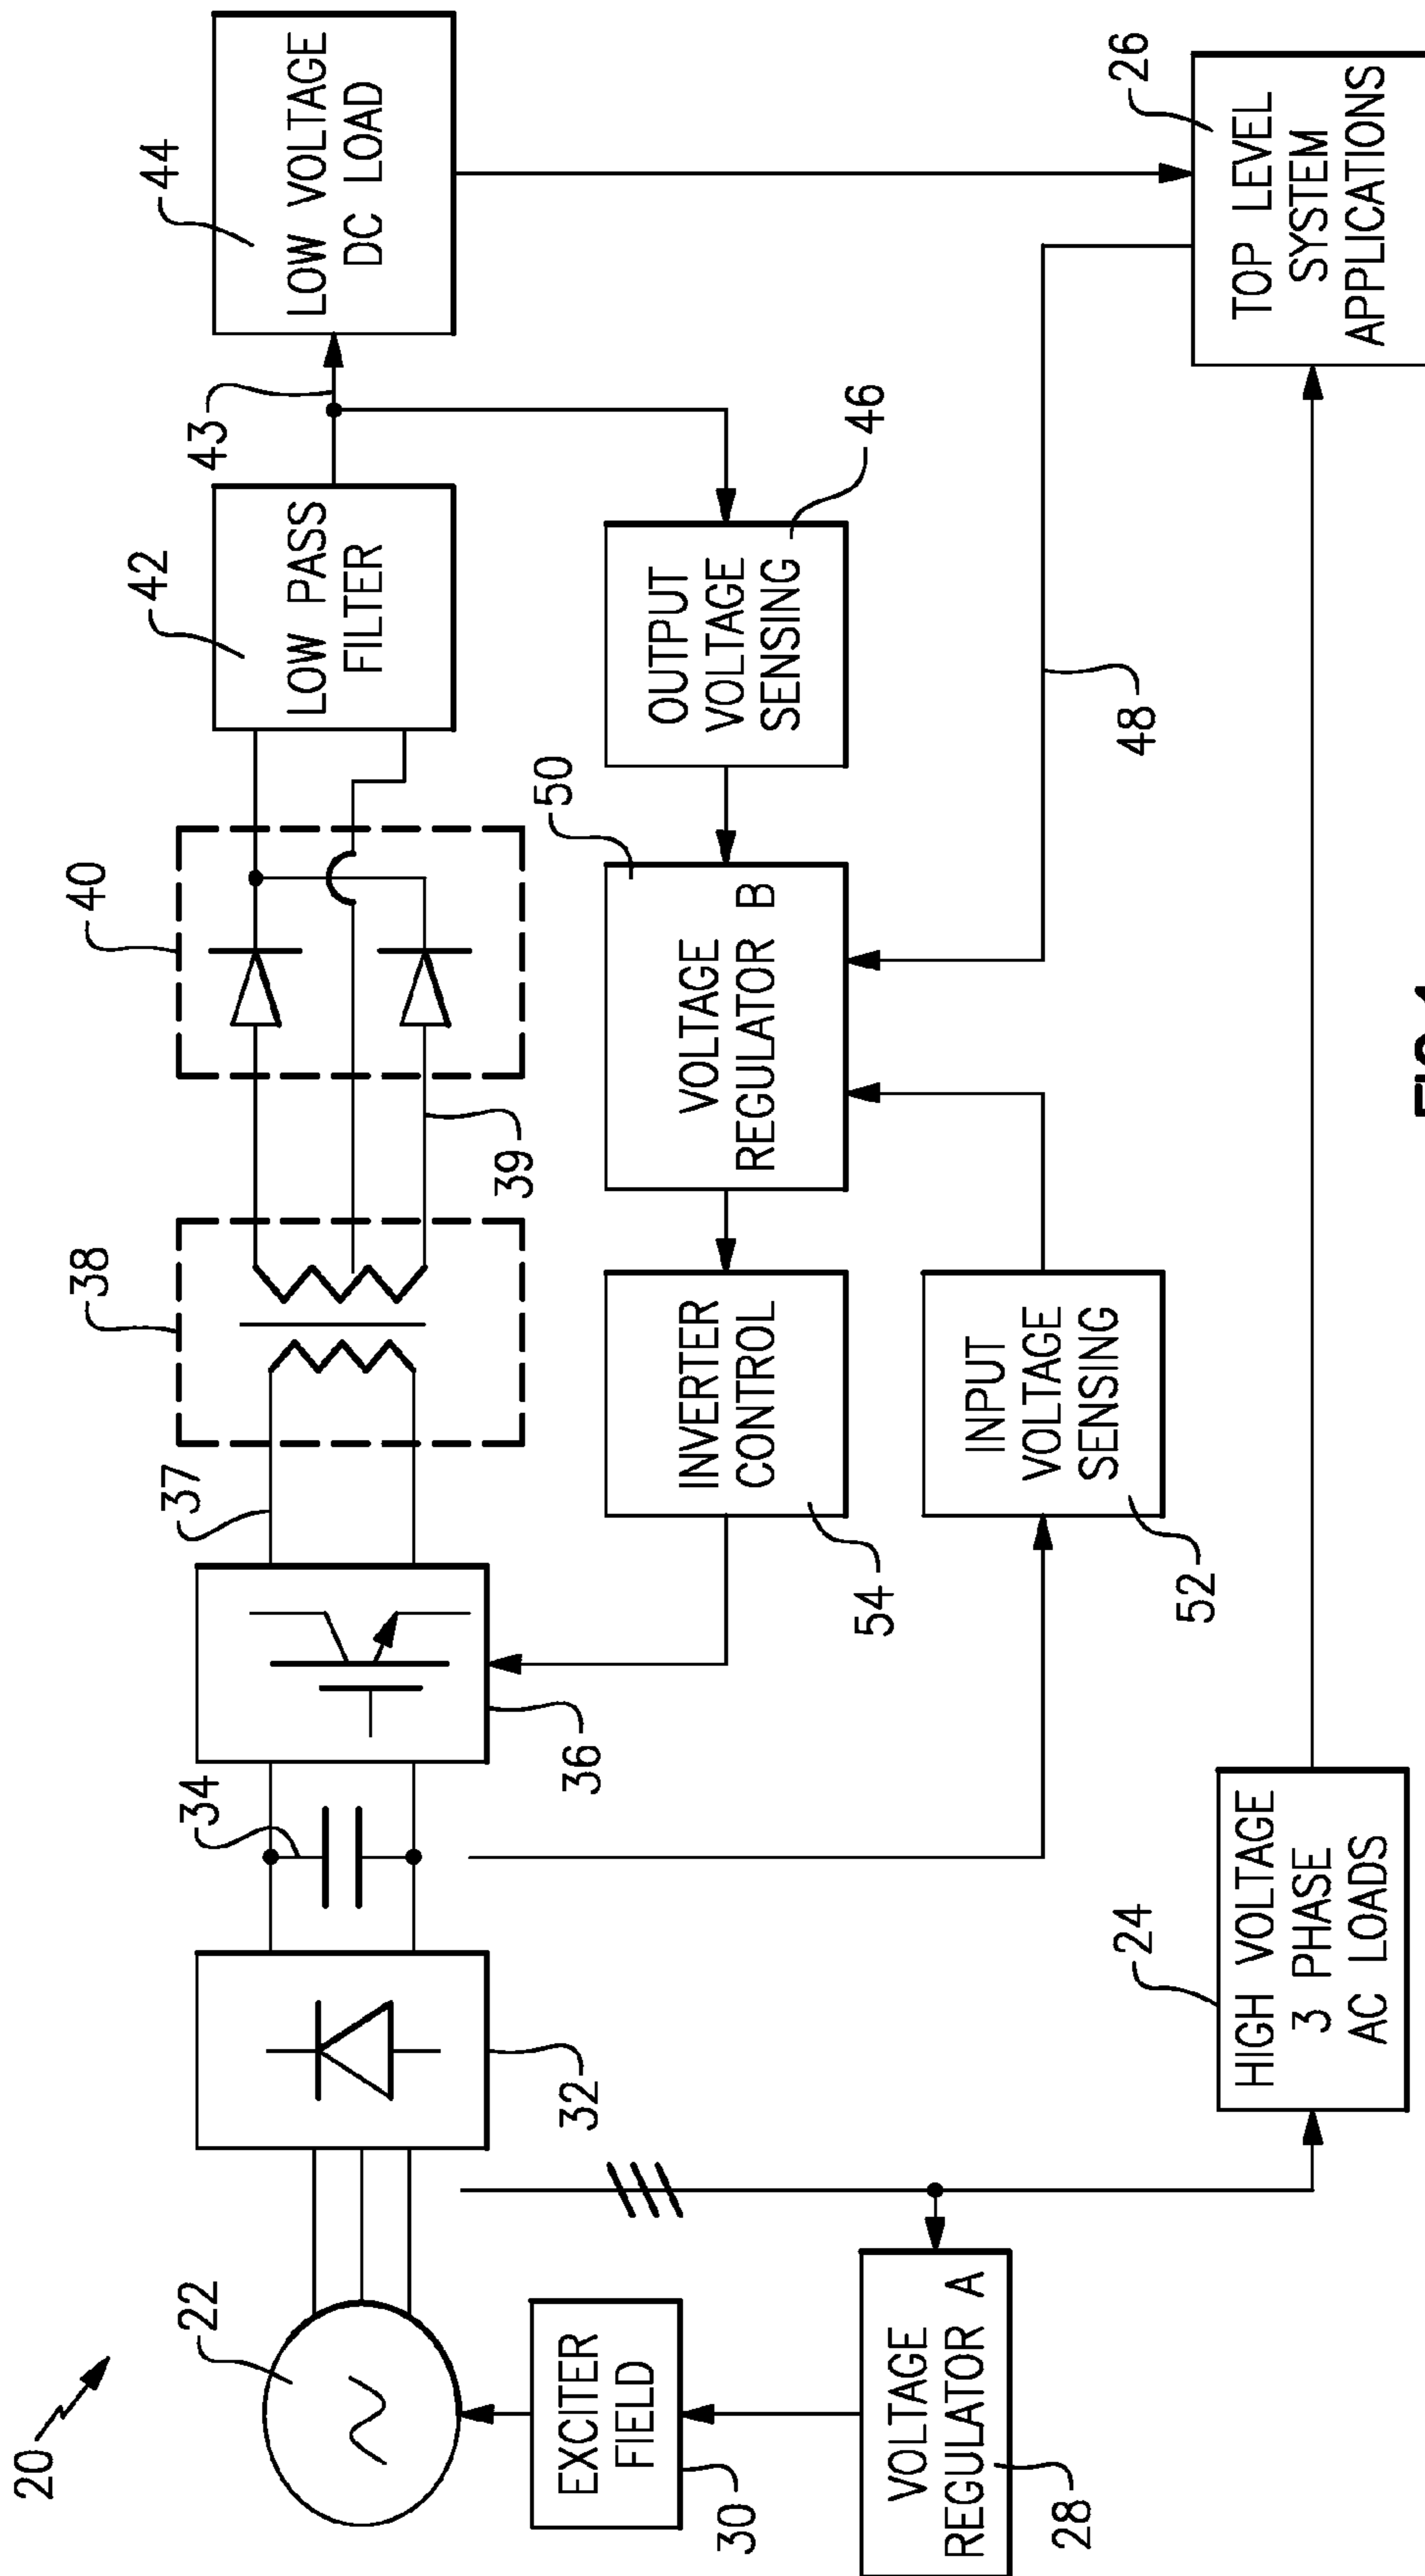 20
22
EXCITER
FIELD
30
VOLTAGE
REGULATOR A
28
32
34
36
37
38
39
40
LOW PASS
FILTER
42
43
LOW VOLTAGE
DC LOAD
44
OUTPUT
VOLTAGE
SENSING
46
VOLTAGE
REGULATOR B
50
INVERTER
CONTROL
54
INPUT
VOLTAGE
SENSING
52
48
HIGH VOLTAGE
3 PHASE
AC LOADS
24
TOP LEVEL
SYSTEM
APPLICATIONS
26